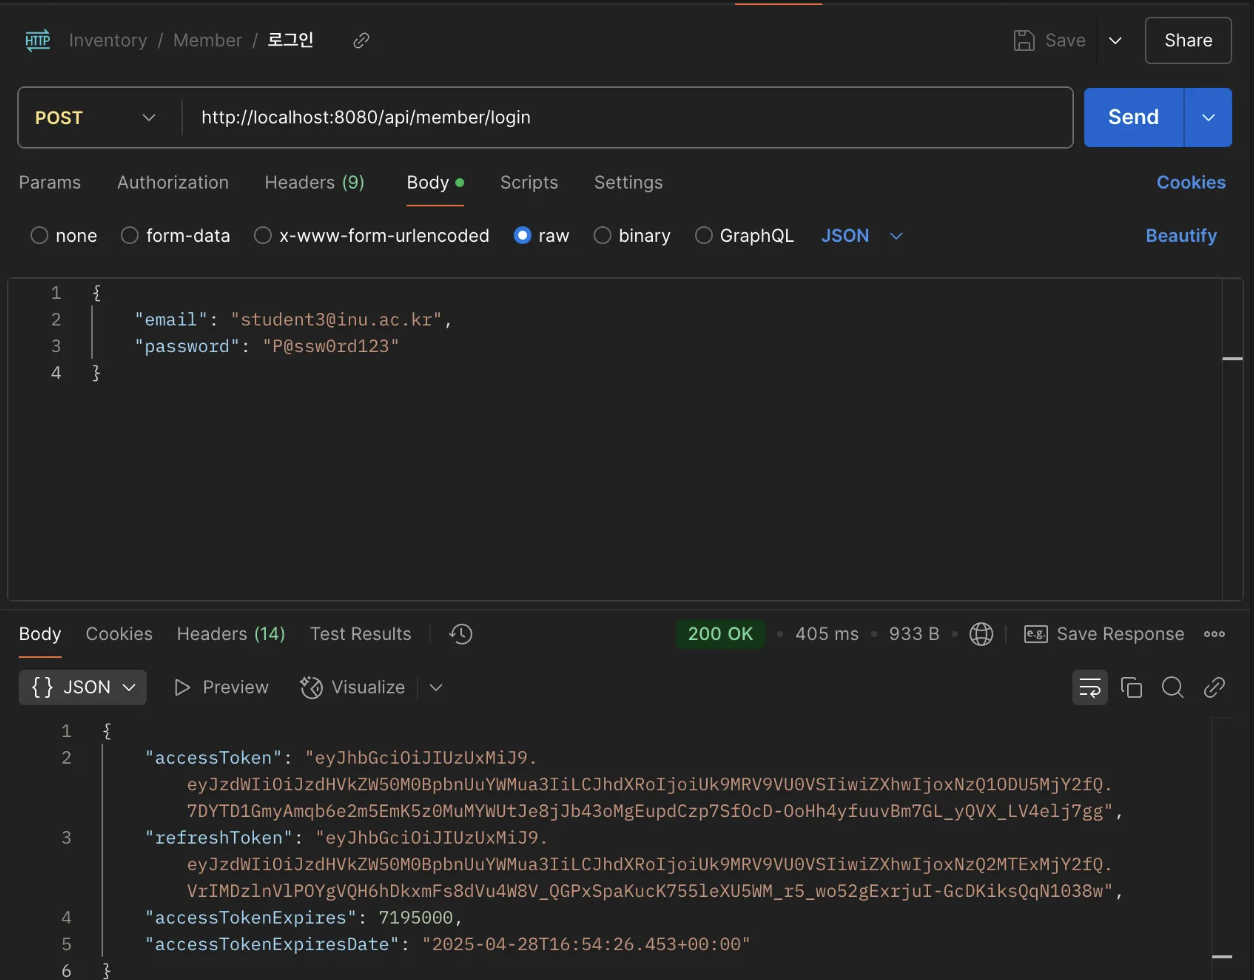 HTTP Inventory / Member / 로그인 Save Share
POST http://localhost:8080/api/member/login Send
Params Authorization Headers (9) Body Scripts Settings Cookies
none form-data x-www-form-urlencoded raw binary GraphQL JSON Beautify
1 {
2 "email": "student3@inu.ac.kr",
3 "password": "P@ssw0rd123"
4 }
Body Cookies Headers (14) Test Results 200 OK • 405 ms • 933 B • e.g. Save Response
{} JSON Preview Visualize
1 {
2 "accessToken": "eyJhbGciOiJIUzUxMiJ9.
eyJzdWIiOiJzdHVkZW50M0BpbnUuYWMua3IiLCJhdXRoIjoiUk9MRV9VU0VSIiwiZXhwIjoxNzQ1ODU5MjY2fQ.
7DYTD1GmyAmqb6e2m5EmK5z0MuMYWUtJe8jJb43oMgEupdCzp7SfOcD-OoHh4yfuuvBm7GL_yQVX_LV4elj7gg",
3 "refreshToken": "eyJhbGciOiJIUzUxMiJ9.
eyJzdWIiOiJzdHVkZW50M0BpbnUuYWMua3IiLCJhdXRoIjoiUk9MRV9VU0VSIiwiZXhwIjoxNzQ2MTExMjY2fQ.
VrIMDzlnVlPOYgVQH6hDkxmFs8dVu4W8V_QGPxSpaKucK755leXU5WM_r5_wo52gExrjuI-GcDKiksQqN1038w",
4 "accessTokenExpires": 7195000,
5 "accessTokenExpiresDate": "2025-04-28T16:54:26.453+00:00"
6 }